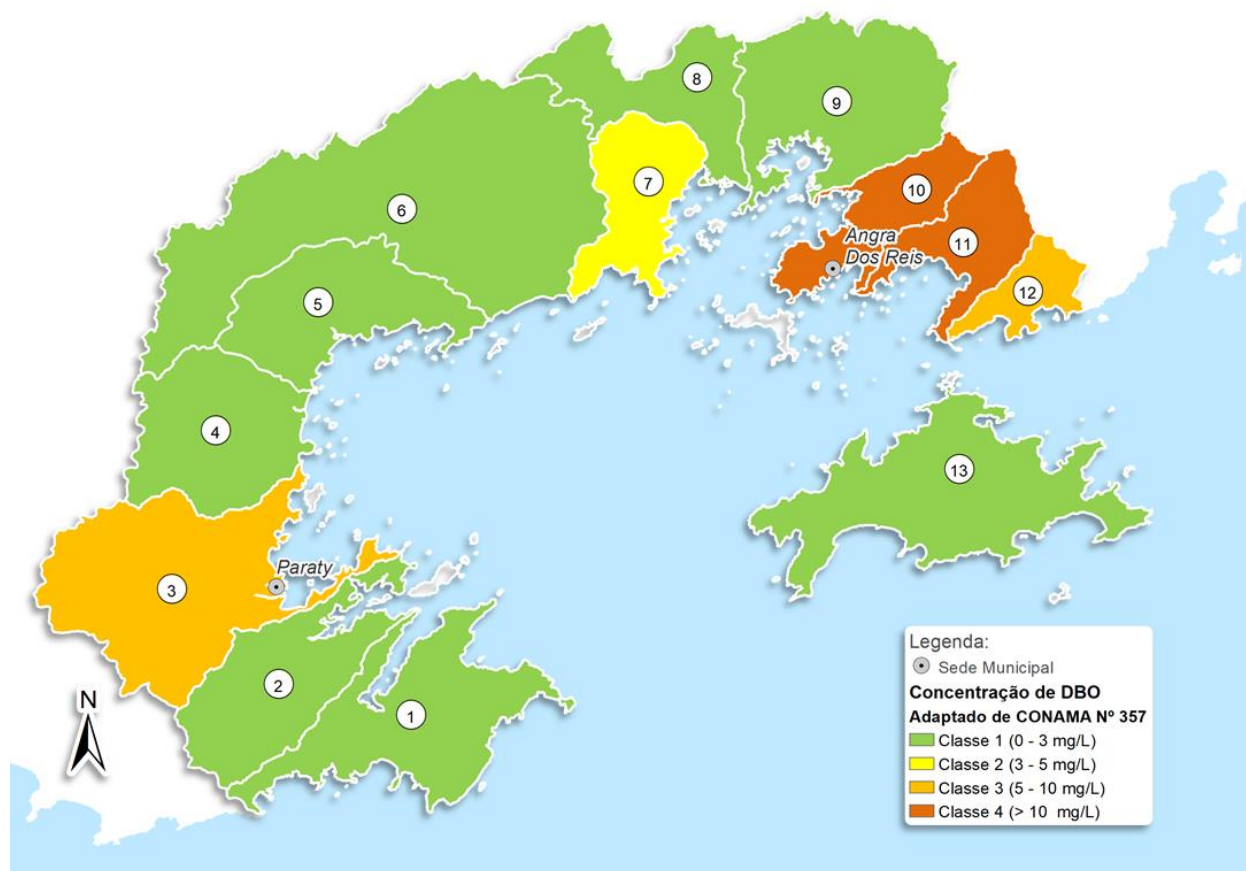 8
9
7
10
6
Angra
Dos Reis
11
5
12
4
13
Paraty
3
2
1
N
Legenda:
Sede Municipal
Concentração de DBO
Adaptado de CONAMA Nº 357
Classe 1 (0 - 3 mg/L)
Classe 2 (3 - 5 mg/L)
Classe 3 (5 - 10 mg/L)
Classe 4 (> 10 mg/L)